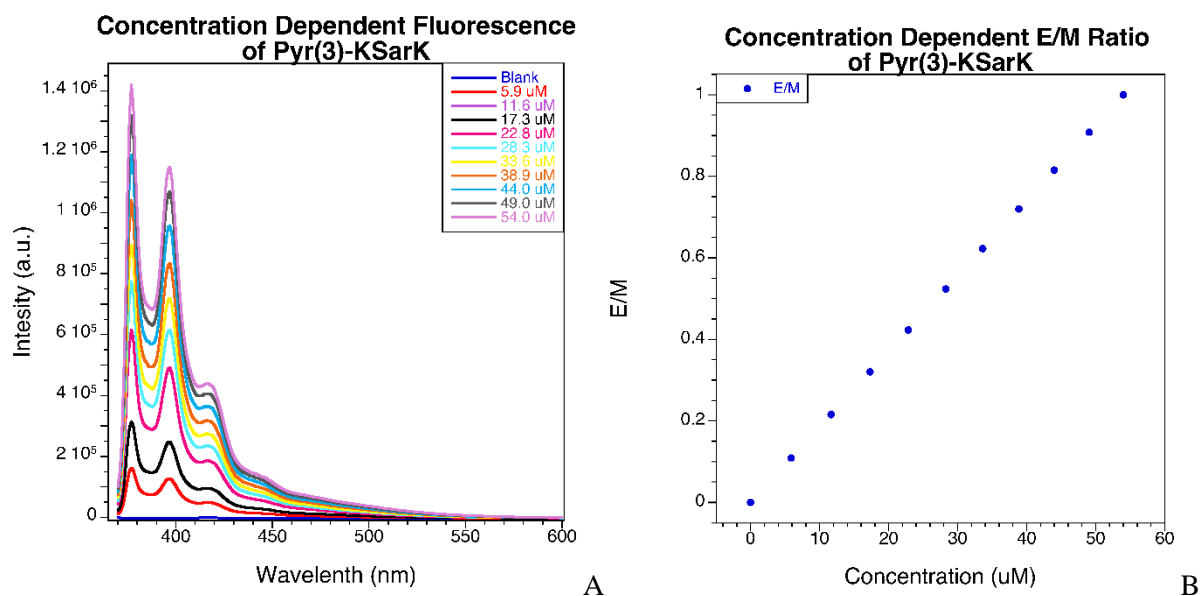 Concentration Dependent Fluorescence
of Pyr(3)-KSarK
Blank
5.9 uM
11.6 uM
17.3 uM
22.8 uM
28.3 uM
33.6 uM
38.9 uM
44.0 uM
49.0 uM
54.0 uM
1.4 10⁶
1.2 10⁶
1 10⁶
8 10⁵
6 10⁵
4 10⁵
2 10⁵
0
Intesity (a.u.)
400 450 500 550 600
Wavelenth (nm)
A
Concentration Dependent E/M Ratio
of Pyr(3)-KSarK
E/M
1
0.8
0.6
0.4
0.2
0
E/M
0 10 20 30 40 50 60
Concentration (uM)
B